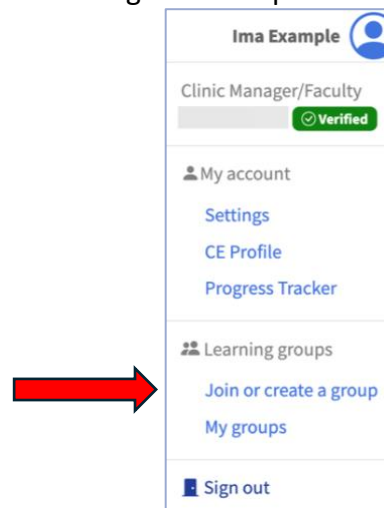 Ima Example
Clinic Manager/Faculty
Verified
My account
Settings
CE Profile
Progress Tracker
Learning groups
Join or create a group
My groups
Sign out